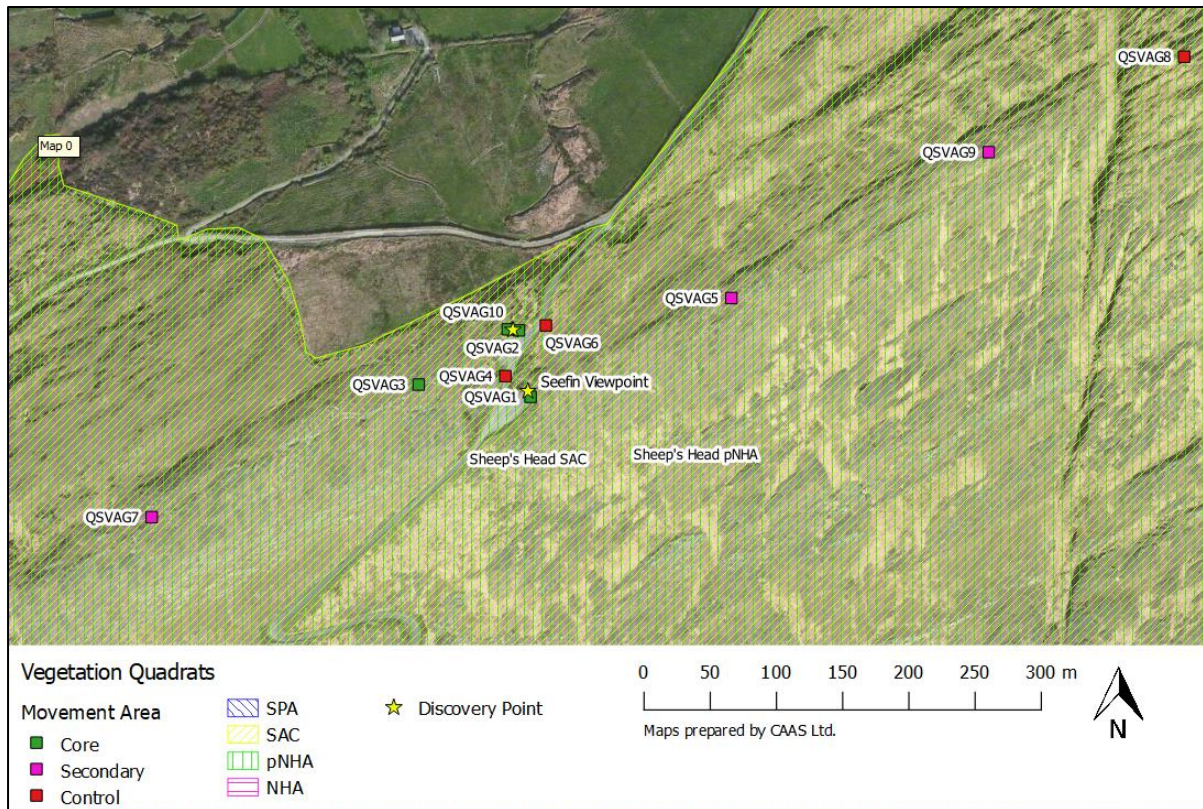 QSVAG8
Map 0
QSVAG9
QSVAG5
QSVAG10
QSVAG2
QSVAG6
QSVAG4
Seefin Viewpoint
QSVAG3
QSVAG1
Sheep's Head SAC
Sheep's Head pNHA
QSVAG7
Vegetation Quadrats
Movement Area
Core
Secondary
Control
SPA
SAC
pNHA
NHA
Discovery Point
0 50 100 150 200 250 300 m
Maps prepared by CAAS Ltd.
N